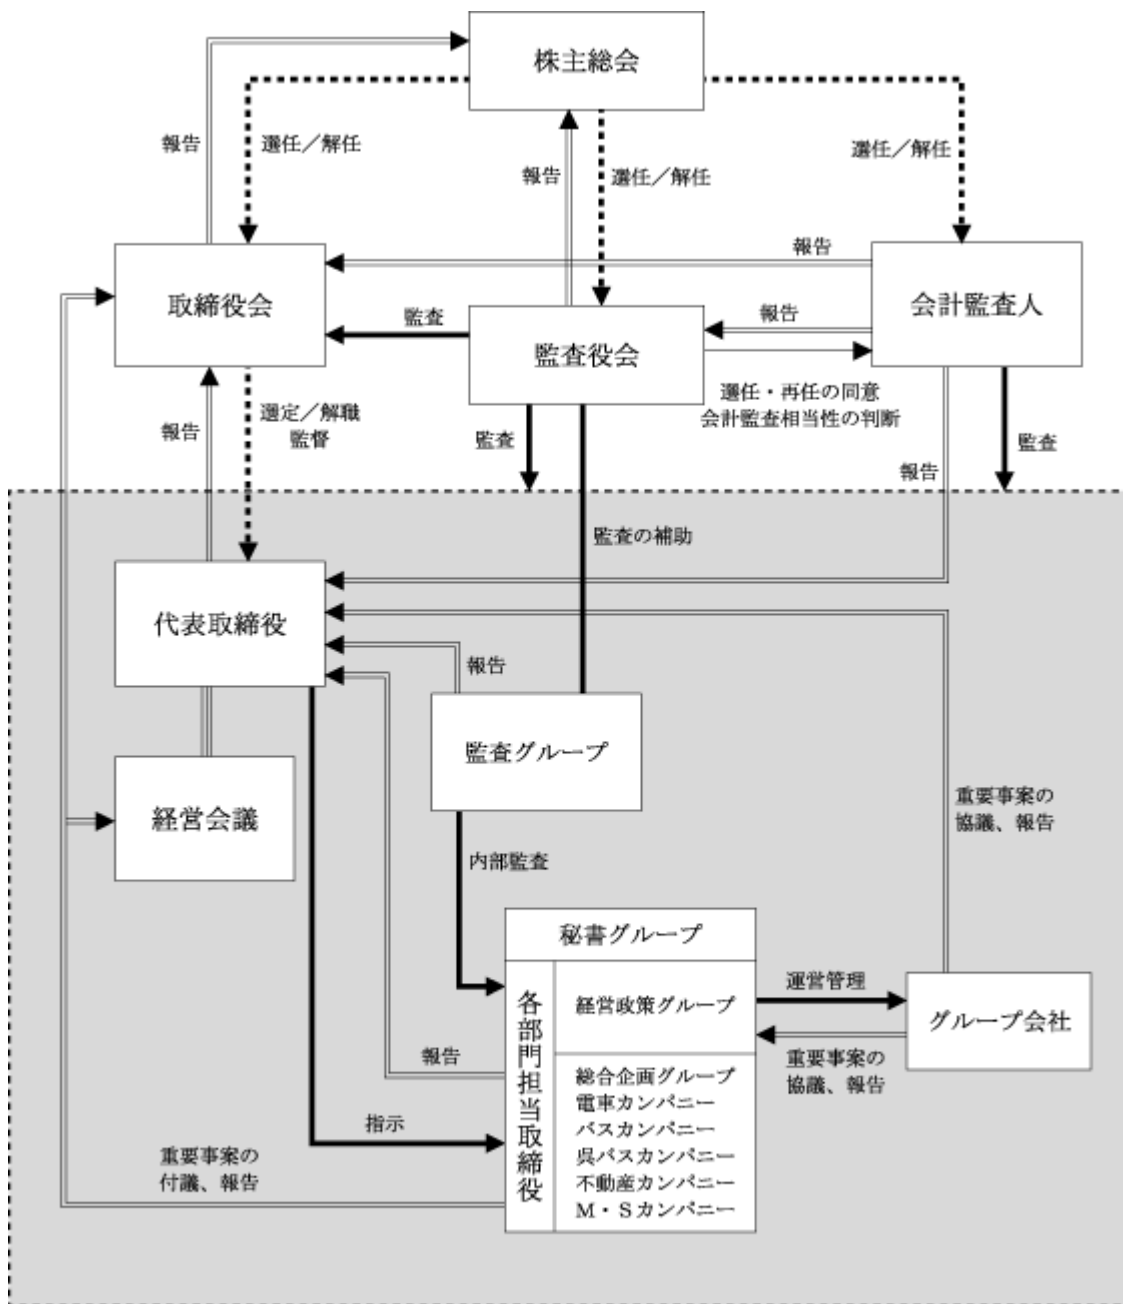 株主総会
報告
選任／解任
報告
選任／解任
選任／解任
取締役会
報告
会計監査人
監査
報告
監査役会
選任・再任の同意
会計監査相当性の判断
選定／解職
監督
報告
監査
監査
報告
監査の補助
代表取締役
報告
監査グループ
経営会議
内部監査
重要事案の
協議、報告
秘書グループ
各部門担当取締役
経営政策グループ
運営管理
グループ会社
重要事案の
協議、報告
報告
総合企画グループ
電車カンパニー
バスカンパニー
呉バスカンパニー
不動産カンパニー
Ｍ・Ｓカンパニー
指示
重要事案の
付議、報告